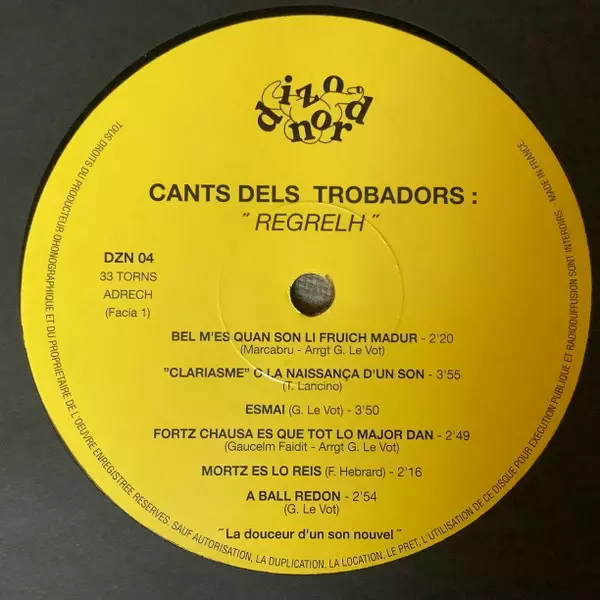 dizonord
CANTS DELS TROBADORS :
" REGRELH "
DZN 04
33 TORNS
ADRECH
(Facia 1)
BEL M'ES QUAN SON LI FRUICH MADUR - 2'20
(Marcabru - Arrgt G. Le Vot)
"CLARIASME" O LA NAISSANÇA D'UN SON - 3'55
(T. Lancino)
ESMAI (G. Le Vot) - 3'50
FORTZ CHAUSA ES QUE TOT LO MAJOR DAN - 2'49
(Gaucelm Faidit - Arrgt G. Le Vot)
MORTZ ES LO REIS (F. Hebrard) - 2'16
A BALL REDON - 2'54
(G. Le Vot)
" La douceur d'un son nouvel "
TOUS DROITS DU PRODUCTEUR OHONOGRAPHIQUE ET DU PROPRIETAIRE DE L'OEUVRE ENREGISTREE RESERVES, SAUF AUTORISATION, LA DUPLICATION, LA LOCATION, LE PRET, L'UTILISATION DE CE DISQUE POUR EXECUTION PUBLIQUE ET RADIODUFFUSION SONT INTEROIRS - MADE IN FRANCE.